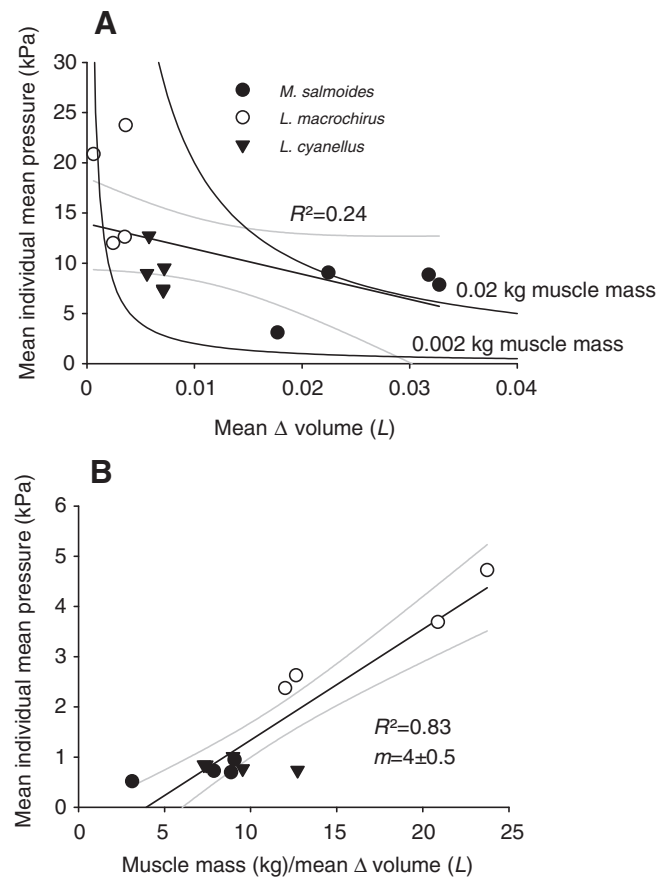 A
Mean individual mean pressure (kPa)
30
25
20
15
10
5
0
M. salmoides
L. macrochirus
L. cyanellus
R²=0.24
0.02 kg muscle mass
0.002 kg muscle mass
0 0.01 0.02 0.03 0.04
Mean Δ volume (L)
B
Mean individual mean pressure (kPa)
6
5
4
3
2
1
0
R²=0.83
m=4±0.5
0 5 10 15 20 25
Muscle mass (kg)/mean Δ volume (L)